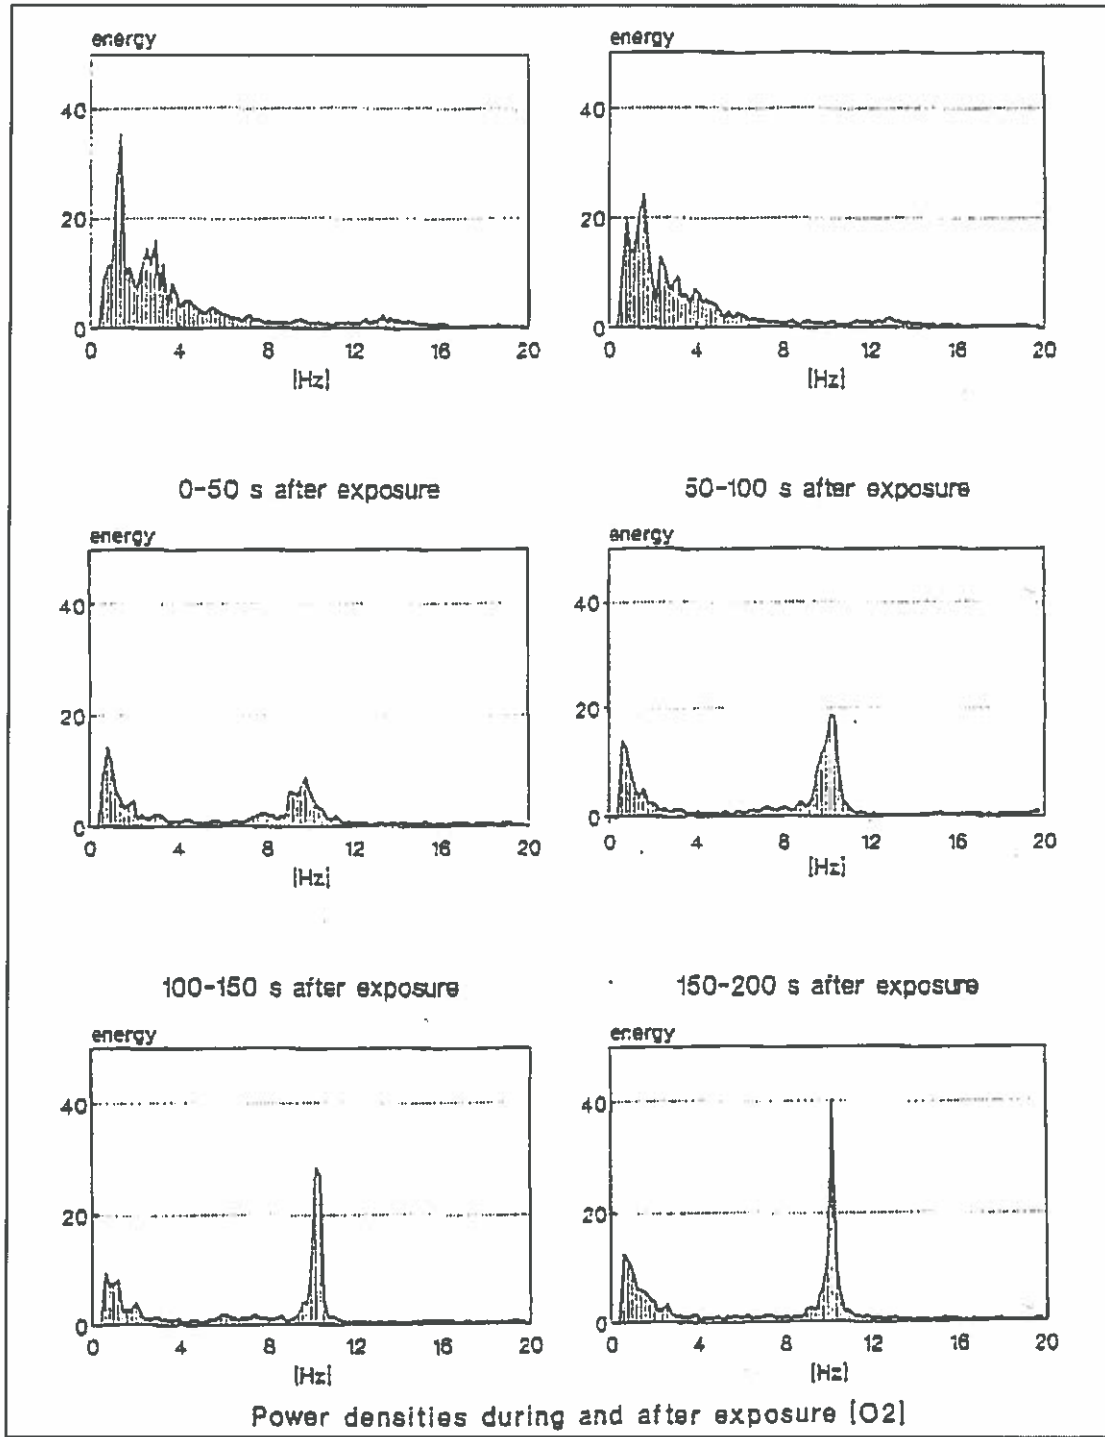 energy energy
40 40
20 20
0 0
0 4 8 12 16 20 0 4 8 12 16 20
[Hz] [Hz]
0-50 s after exposure 50-100 s after exposure
energy energy
40 40
20 20
0 0
0 4 8 12 16 20 0 4 8 12 16 20
[Hz] [Hz]
100-150 s after exposure 150-200 s after exposure
energy energy
40 40
20 20
0 0
0 4 8 12 16 20 0 4 8 12 16 20
[Hz] [Hz]
Power densities during and after exposure [O2]